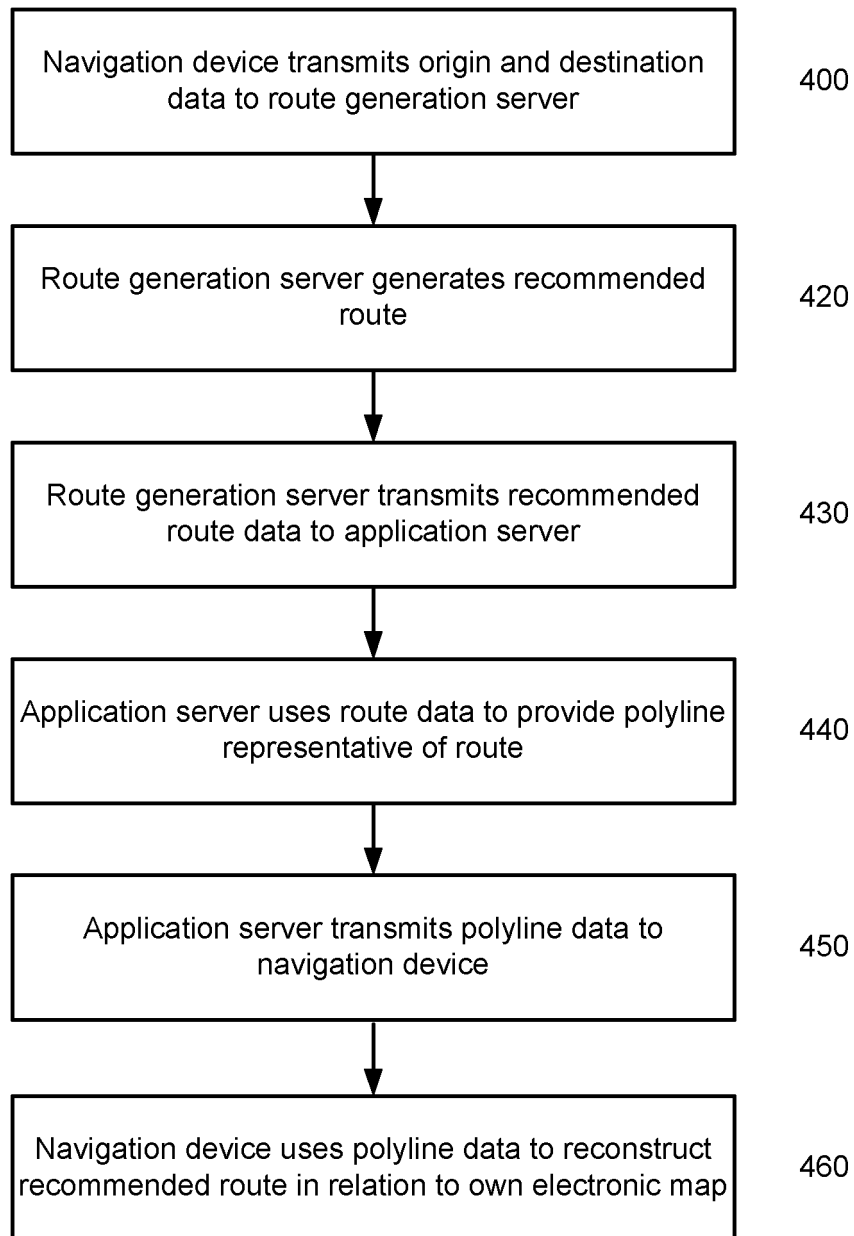 Navigation device transmits origin and destination
data to route generation server
400
Route generation server generates recommended
route
420
Route generation server transmits recommended
route data to application server
430
Application server uses route data to provide polyline
representative of route
440
Application server transmits polyline data to
navigation device
450
Navigation device uses polyline data to reconstruct
recommended route in relation to own electronic map
460